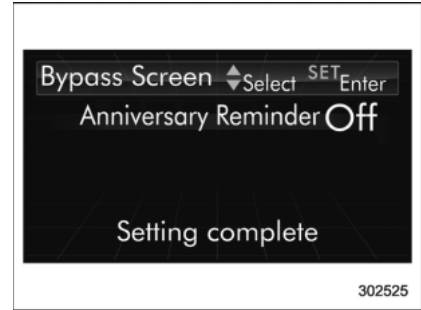 Bypass Screen Select SET Enter
Anniversary Reminder Off
Setting complete
302525